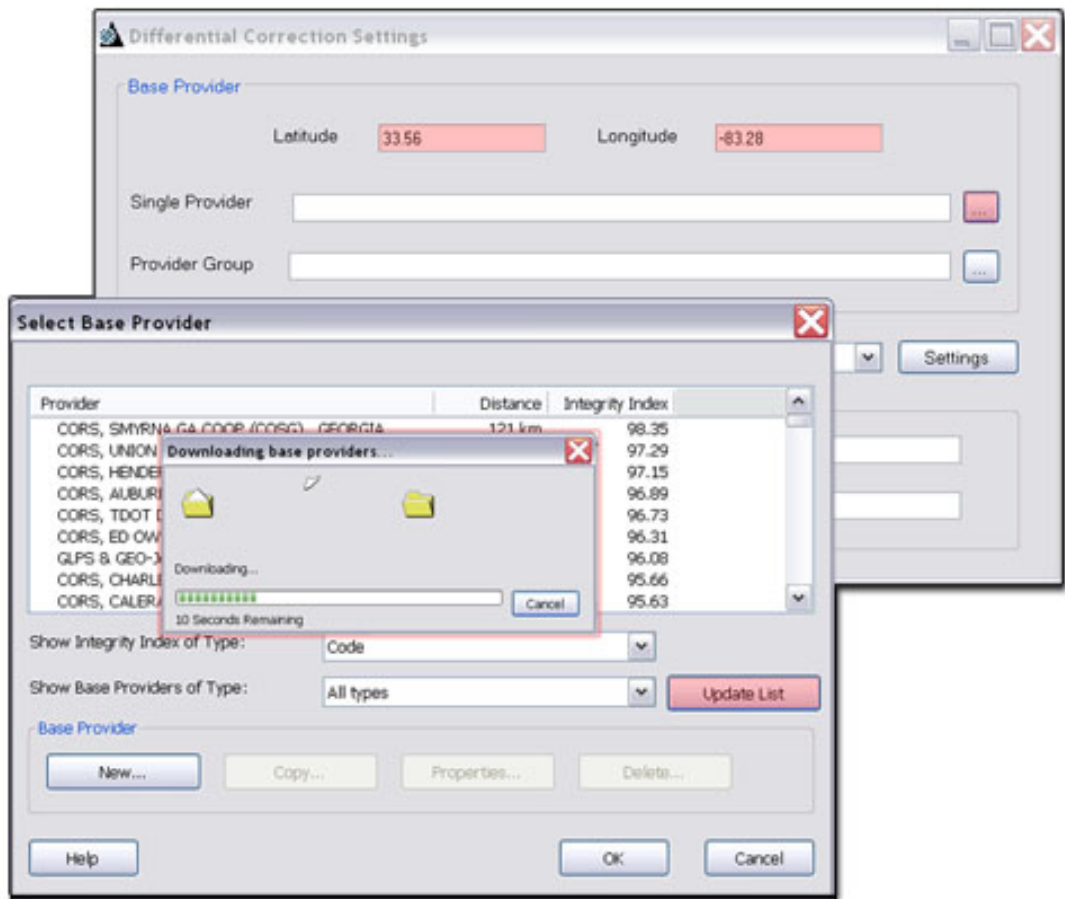 Differential Correction Settings
Base Provider
Latitude 33.56 Longitude -83.28
Single Provider ...
Provider Group ...
Settings
Select Base Provider
Provider Distance Integrity Index
CORS, SMYRNA GA COOP (COSG), GEORGIA 121 km 98.35
CORS, UNION 97.29
CORS, HENDE 97.15
CORS, AUBUR 96.89
CORS, TDOT 96.73
CORS, ED OW 96.31
GLPS & GEO- 96.08
CORS, CHARLE 95.66
CORS, CALERA 95.63
Downloading base providers...
Downloading...
Cancel
10 Seconds Remaining
Show Integrity Index of Type: Code
Show Base Providers of Type: All types Update List
Base Provider
New... Copy... Properties... Delete...
Help OK Cancel